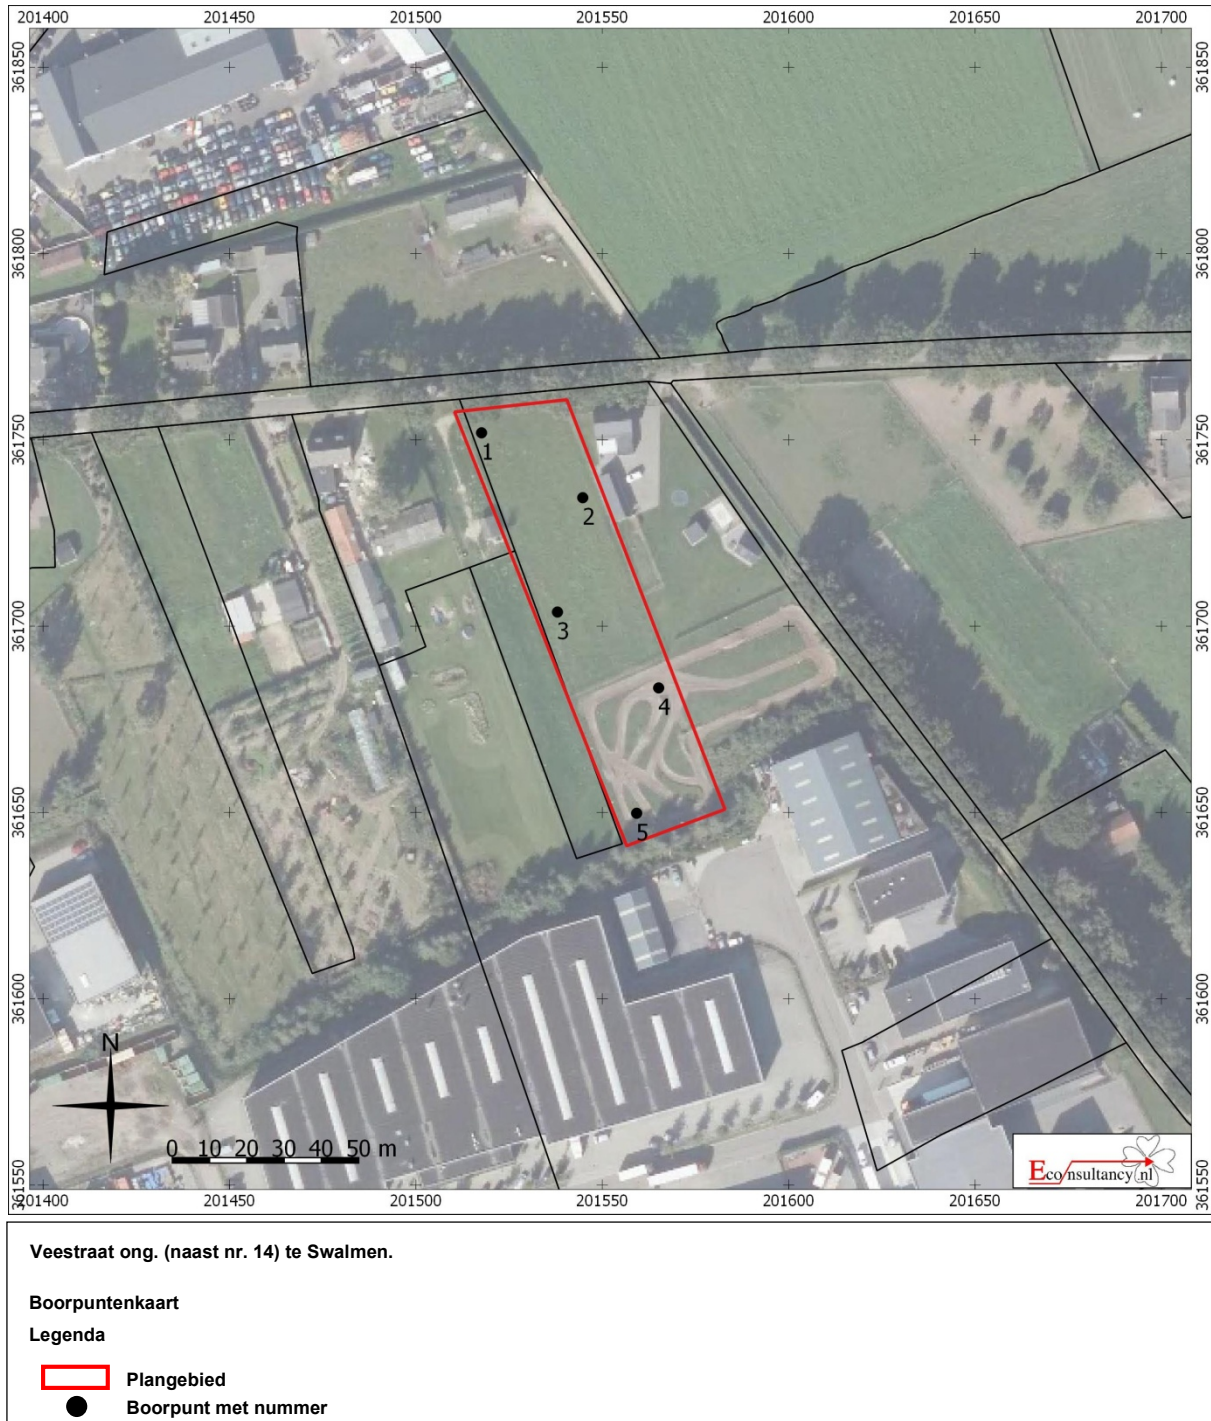 201400 201450 201500 201550 201600 201650 201700
361850 361850
361800 361800
361750 361750
1
2
361700 361700
3
4
361650 361650
5
361600 361600
N
0 10 20 30 40 50 m
361550 361550
Econsultancy.nl
201400 201450 201500 201550 201600 201650 201700
Veestraat ong. (naast nr. 14) te Swalmen.
Boorpuntenkaart
Legenda
Plangebied
Boorpunt met nummer